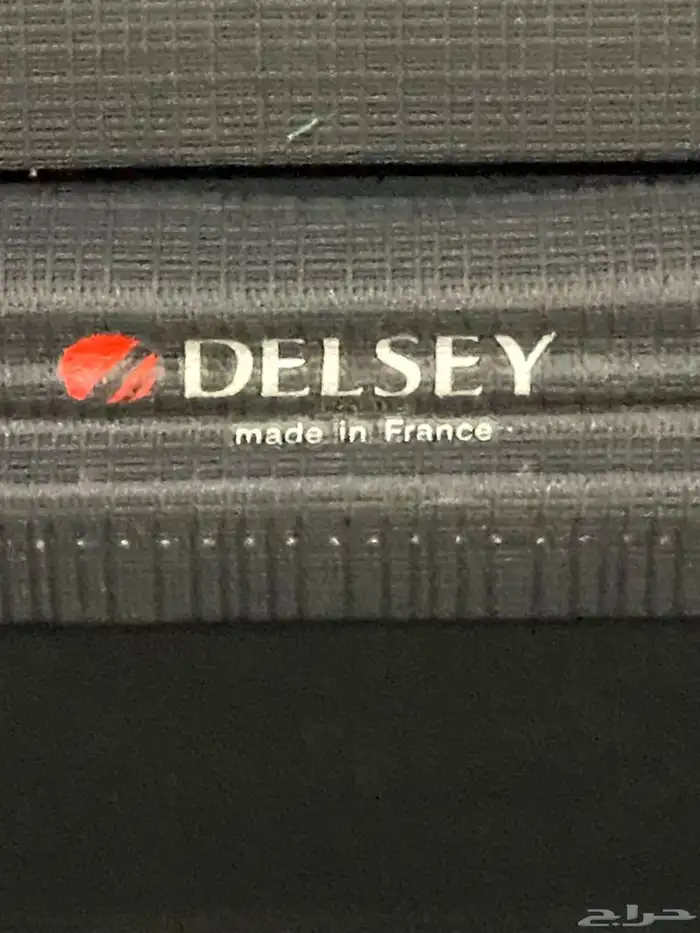 DELSEY
made in France
حراج